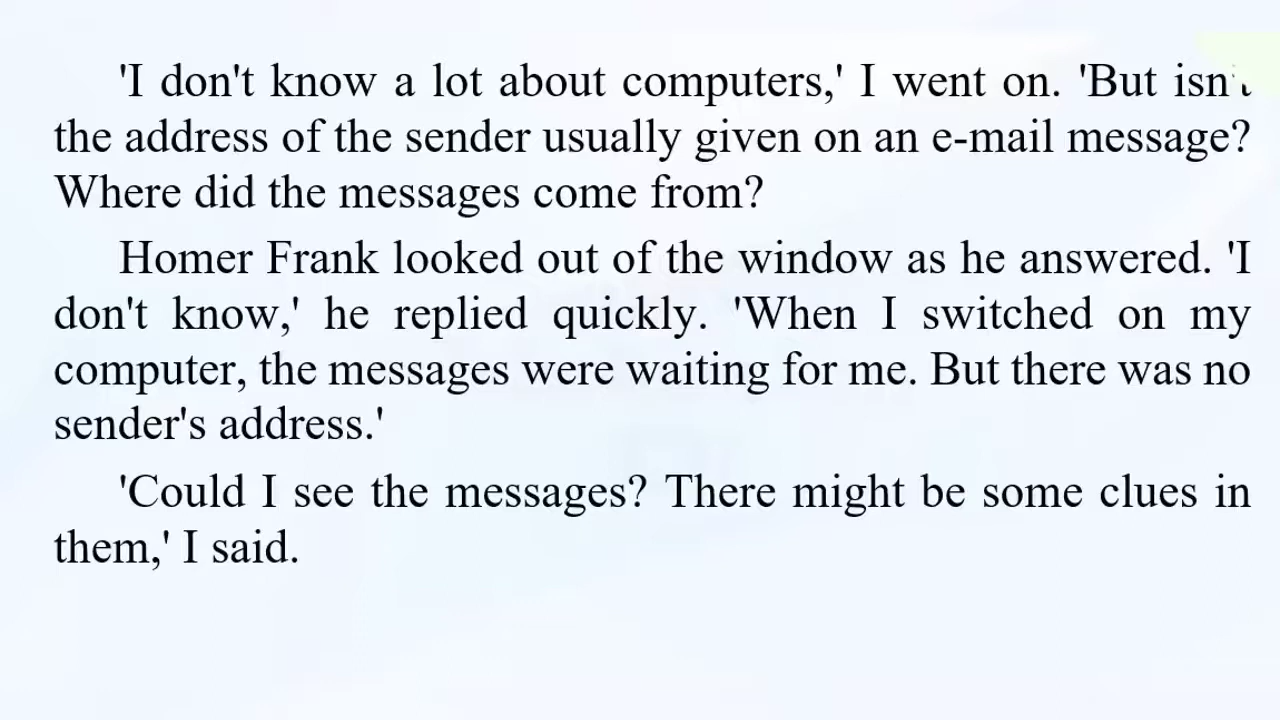 'I don't know a lot about computers,' I went on. 'But isn't
the address of the sender usually given on an e-mail message?
Where did the messages come from?
Homer Frank looked out of the window as he answered. 'I
don't know,' he replied quickly. 'When I switched on my
computer, the messages were waiting for me. But there was no
sender's address.'
'Could I see the messages? There might be some clues in
them,' I said.